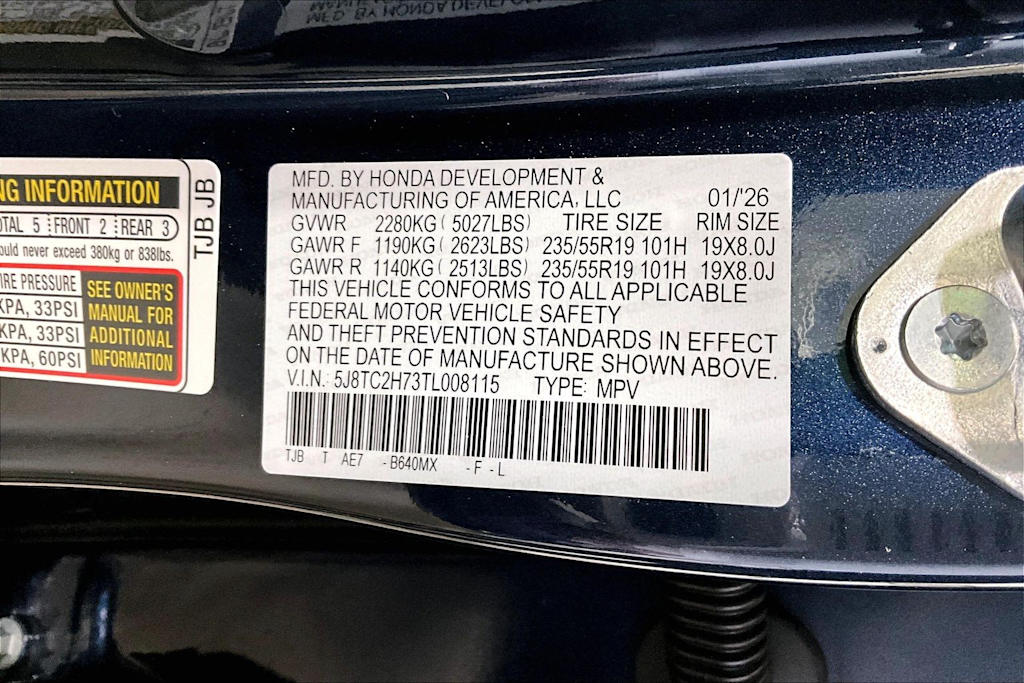 MFD. BY HONDA DEVELOPMENT
NG INFORMATION
OTAL 5 FRONT 2 REAR 3
ould never exceed 380kg or 838lbs.
IRE PRESSURE
KPA, 33PSI
KPA, 33PSI
KPA, 60PSI
SEE OWNER'S
MANUAL FOR
ADDITIONAL
INFORMATION
TJB JB
MFD. BY HONDA DEVELOPMENT &
MANUFACTURING OF AMERICA, LLC 01/'26
GVWR 2280KG ( 5027LBS) TIRE SIZE RIM SIZE
GAWR F 1190KG ( 2623LBS) 235/55R19 101H 19X8.0J
GAWR R 1140KG ( 2513LBS) 235/55R19 101H 19X8.0J
THIS VEHICLE CONFORMS TO ALL APPLICABLE
FEDERAL MOTOR VEHICLE SAFETY
AND THEFT PREVENTION STANDARDS IN EFFECT
ON THE DATE OF MANUFACTURE SHOWN ABOVE.
V.I.N.: 5J8TC2H73TL008115 TYPE: MPV
TJB T AE7 -B640MX -F -L